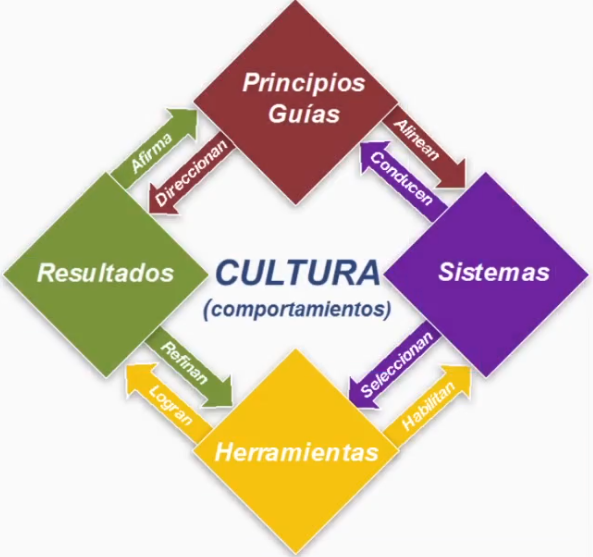 Principios
Guías
Afirma
Direccionan
Alinean
Conducen
Resultados
CULTURA
(comportamientos)
Sistemas
Refinan
Logran
Seleccionan
Habilitan
Herramientas